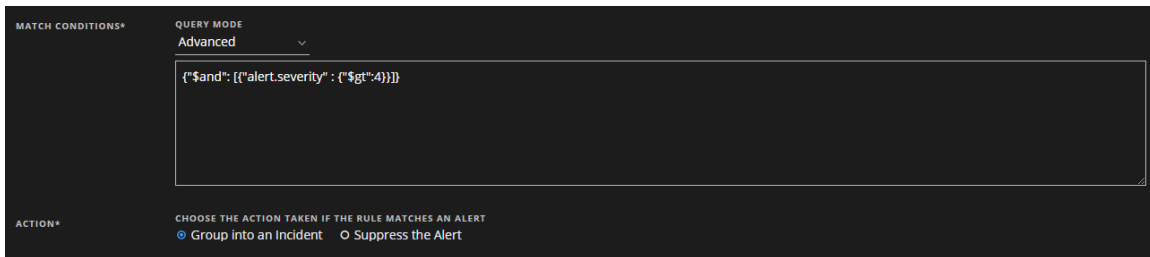 MATCH CONDITIONS*
QUERY MODE
Advanced
{"$and": [{"alert.severity" : {"$gt":4}}]}
ACTION*
CHOOSE THE ACTION TAKEN IF THE RULE MATCHES AN ALERT
Group into an Incident Suppress the Alert